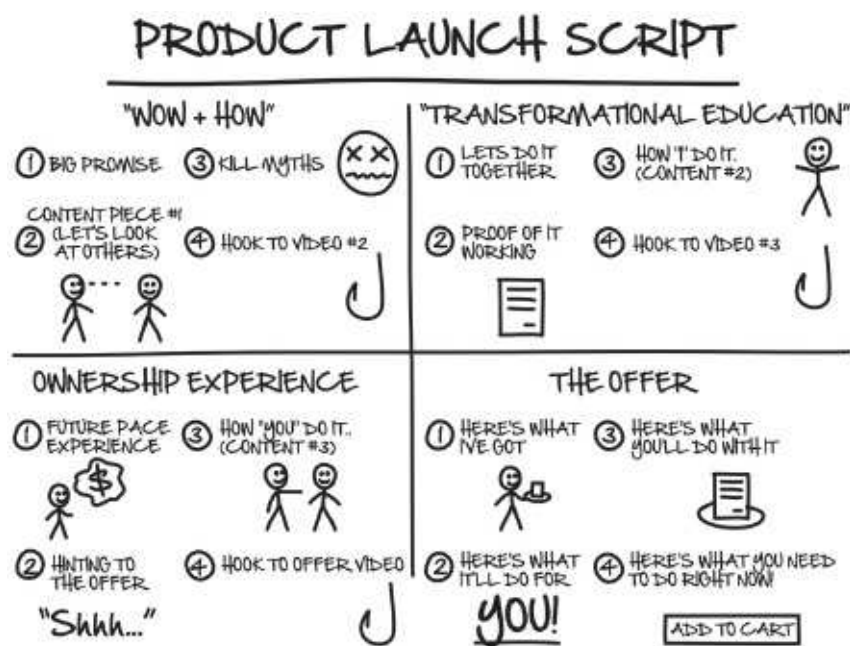 PRODUCT LAUNCH SCRIPT
"WOW + HOW"
① BIG PROMISE
② CONTENT PIECE #1
(LET'S LOOK
AT OTHERS)
③ KILL MYTHS
④ HOOK TO VIDEO #2
"TRANSFORMATIONAL EDUCATION"
① LETS DO IT
TOGETHER
② PROOF OF IT
WORKING
③ HOW "I" DO IT.
(CONTENT #2)
④ HOOK TO VIDEO #3
OWNERSHIP EXPERIENCE
① FUTURE PACE
EXPERIENCE
$
② HINTING TO
THE OFFER
"Shhh..."
③ HOW "YOU" DO IT..
(CONTENT #3)
④ HOOK TO OFFER VIDEO
THE OFFER
① HERE'S WHAT
I'VE GOT
② HERE'S WHAT
IT'LL DO FOR
YOU!
③ HERE'S WHAT
YOU'LL DO WITH IT
④ HERE'S WHAT YOU NEED
TO DO RIGHT NOW!
ADD TO CART